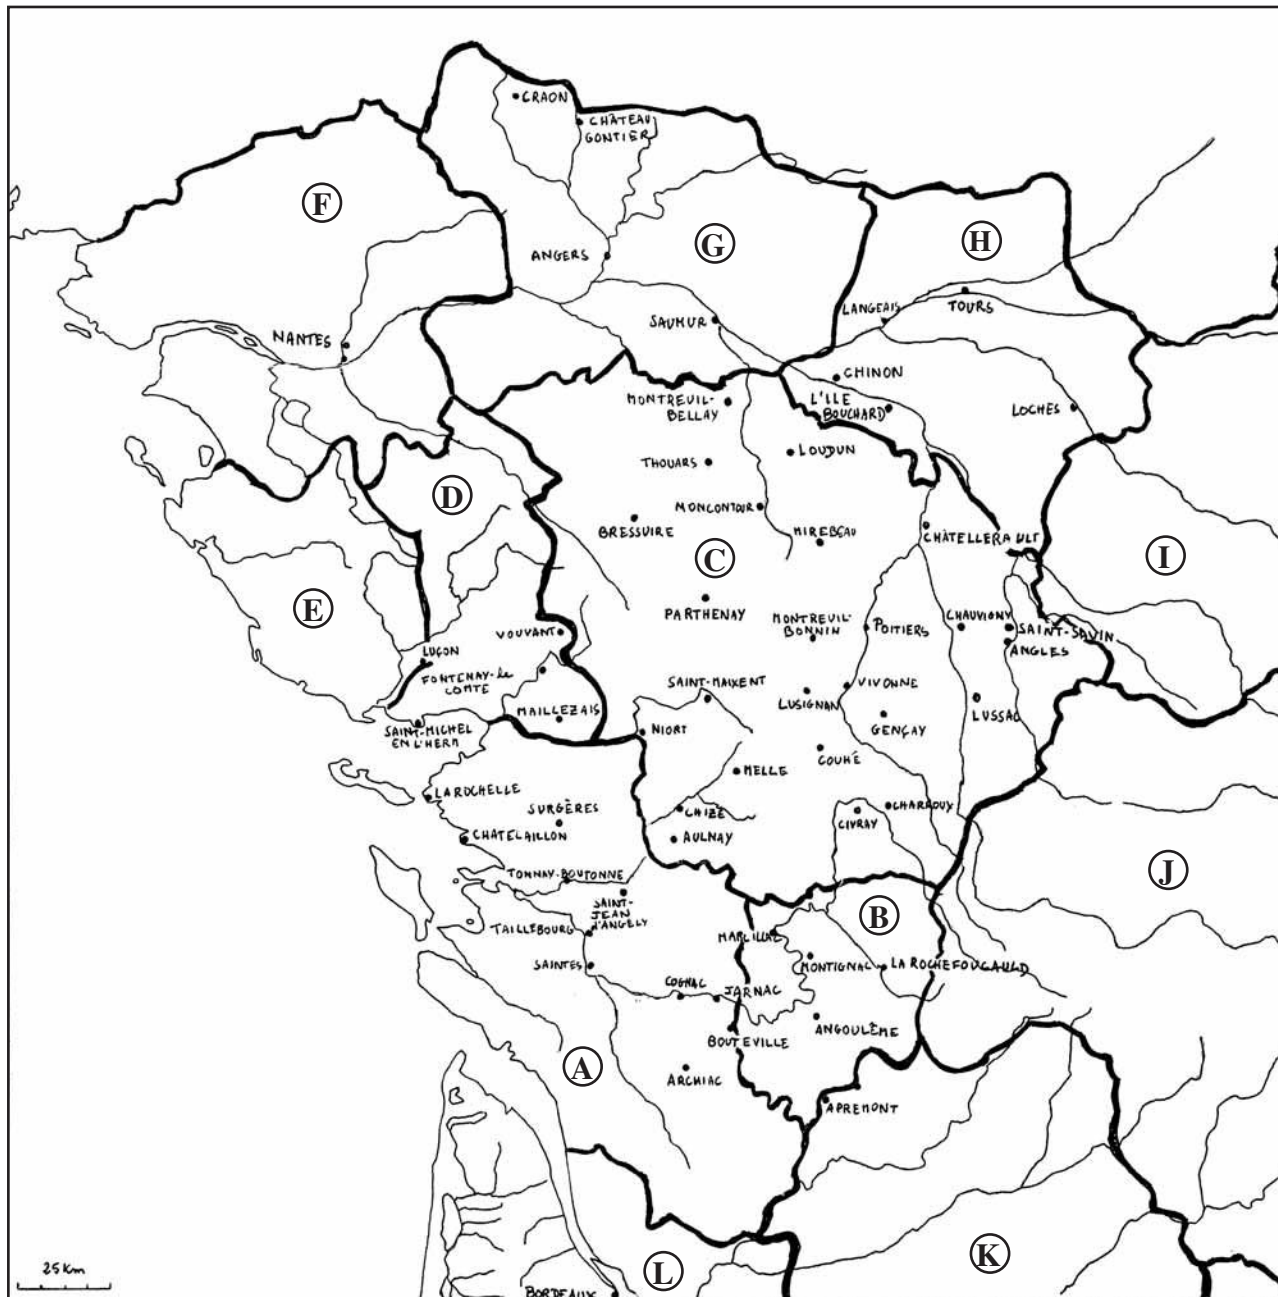 CRAON
CHÂTEAU
GONTIER
F
G
H
ANGERS
LANGEAIS
TOURS
SAUMUR
NANTES
CHINON
MONTREUIL-
BELLAY
L'ILE
BOUCHARD
LOCHES
LOUDUN
THOUARS
D
MONCONTOUR
BRESSUIRE
MIREBEAU
CHÂTELLERAULT
C
I
E
PARTHENAY
MONTREUIL-
BONNIN
POITIERS
CHAUVIGNY
SAINT-SAVIN
ANGLES
VOUVANT
LUÇON
FONTENAY-le
COMTE
SAINT-MAIXENT
LUSIGNAN
VIVONNE
LUSSAC
MAILLEZAIS
SAINT-MICHEL
EN L'HERM
NIORT
GENÇAY
COUHÉ
MELLE
LA ROCHELLE
SURGÈRES
CHIZÉ
CIVRAY
CHARROUX
CHATELAILLON
AULNAY
J
TONNAY-BOUTONNE
SAINT-
JEAN
D'ANGELY
B
TAILLEBOURG
MARCILLAC
MONTIGNAC
LA ROCHEFOUCAULD
SAINTES
COGNAC
JARNAC
ANGOULÊME
BOUTEVILLE
A
ARCHIAC
APREMONT
K
L
25 Km
BORDEAUX